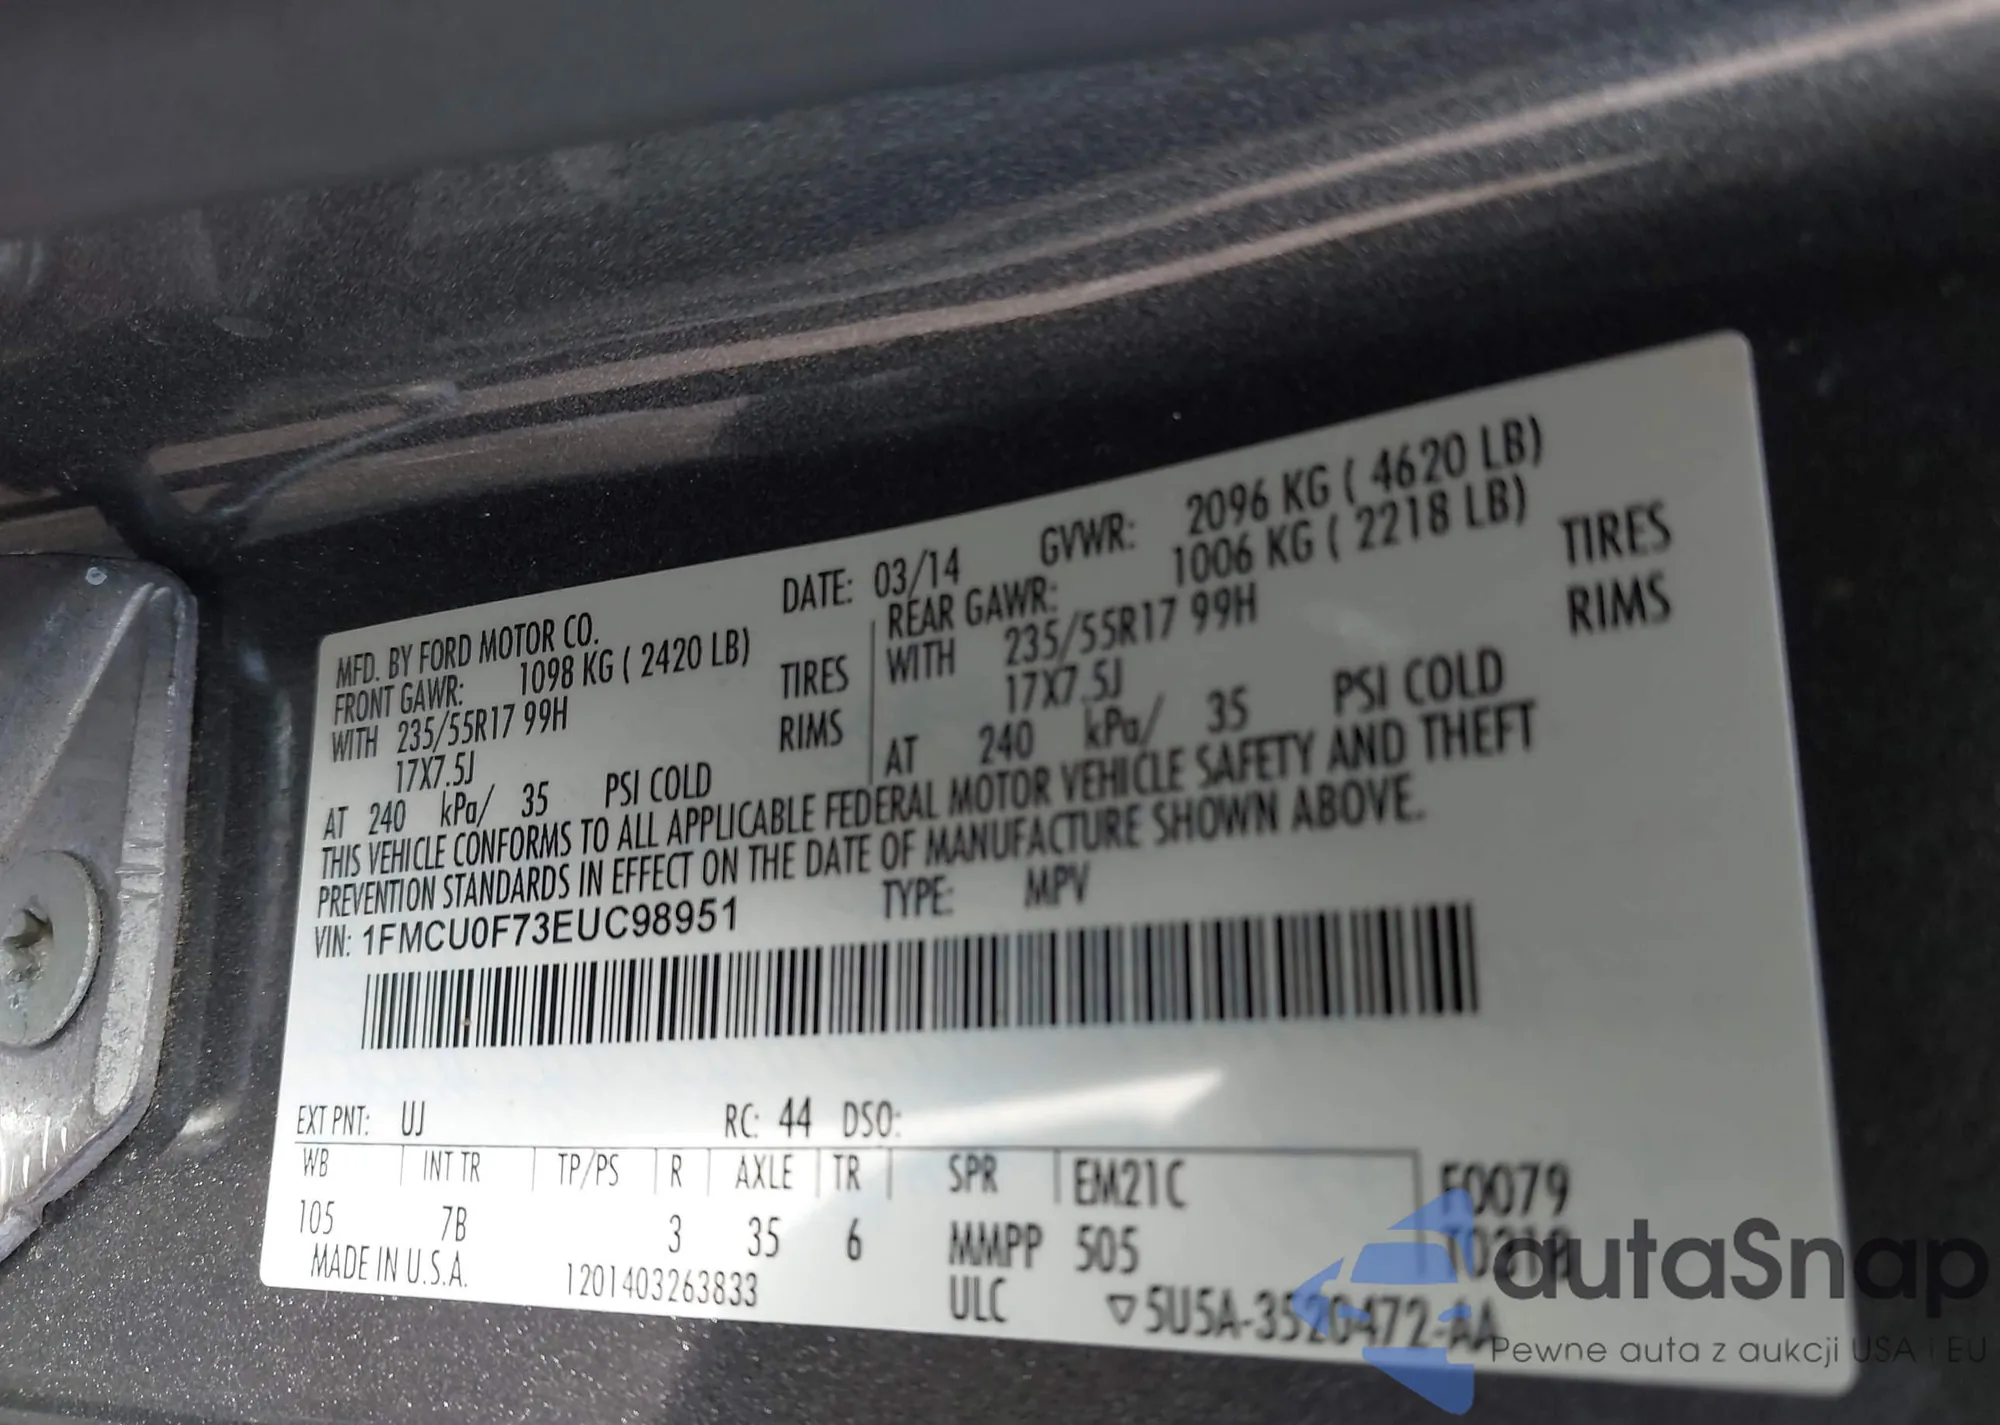 MFD. BY FORD MOTOR CO.
DATE: 03/14
GVWR: 2096 KG ( 4620 LB)
FRONT GAWR: 1098 KG ( 2420 LB)
REAR GAWR: 1006 KG ( 2218 LB)
WITH 235/55R17 99H TIRES
WITH 235/55R17 99H TIRES
17X7.5J RIMS
17X7.5J RIMS
AT 240 kPa/ 35 PSI COLD
AT 240 kPa/ 35 PSI COLD
THIS VEHICLE CONFORMS TO ALL APPLICABLE FEDERAL MOTOR VEHICLE SAFETY AND THEFT
PREVENTION STANDARDS IN EFFECT ON THE DATE OF MANUFACTURE SHOWN ABOVE.
VIN: 1FMCU0F73EUC98951
TYPE: MPV
EXT PNT: UJ RC: 44 DSO:
WB INT TR TP/PS R AXLE TR SPR EM21C F0079
105 7B 3 35 6 MMPP 505
MADE IN U.S.A. 1201403263833 ULC ▽5U5A-3520472-AA
autaSnap
Pewne auta z aukcji USA i EU